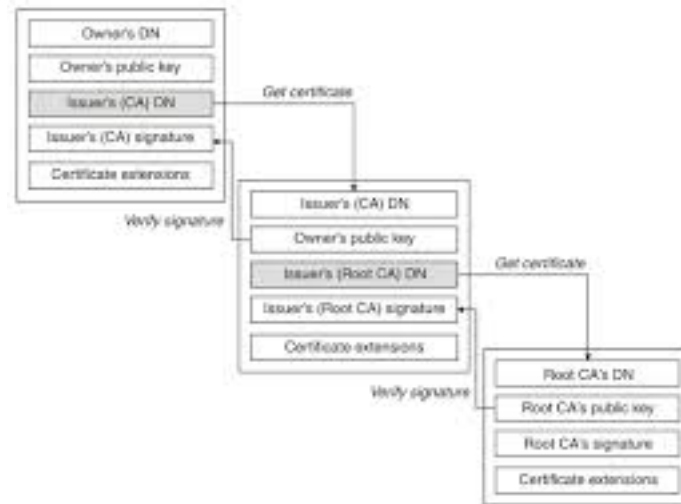 Owner's DN
Owner's public key
Issuer's (CA) DN
Get certificate
Issuer's (CA) signature
Certificate extensions
Issuer's (CA) DN
Verify signature
Owner's public key
Get certificate
Issuer's (Root CA) DN
Issuer's (Root CA) signature
Certificate extensions
Root CA's DN
Verify signature
Root CA's public key
Root CA's signature
Certificate extensions